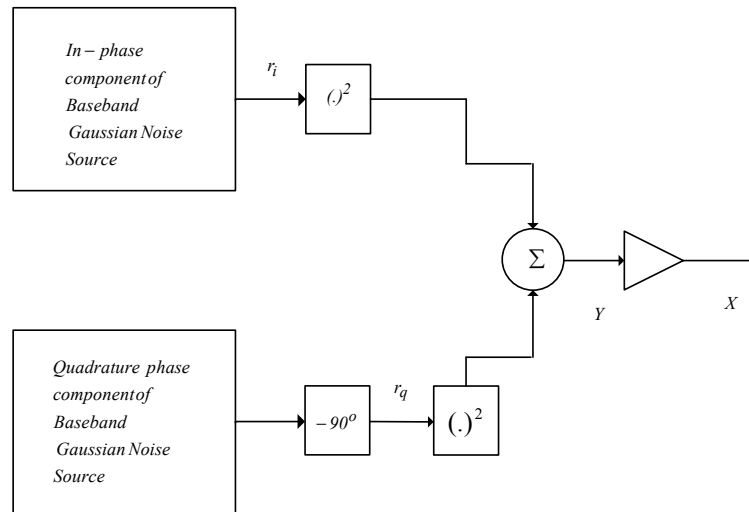 In – phase
component of
Baseband
Gaussian Noise
Source
r_i
(.)^2
Σ
Y
X
Quadrature phase
component of
Baseband
Gaussian Noise
Source
– 90^o
r_q
(.)^2